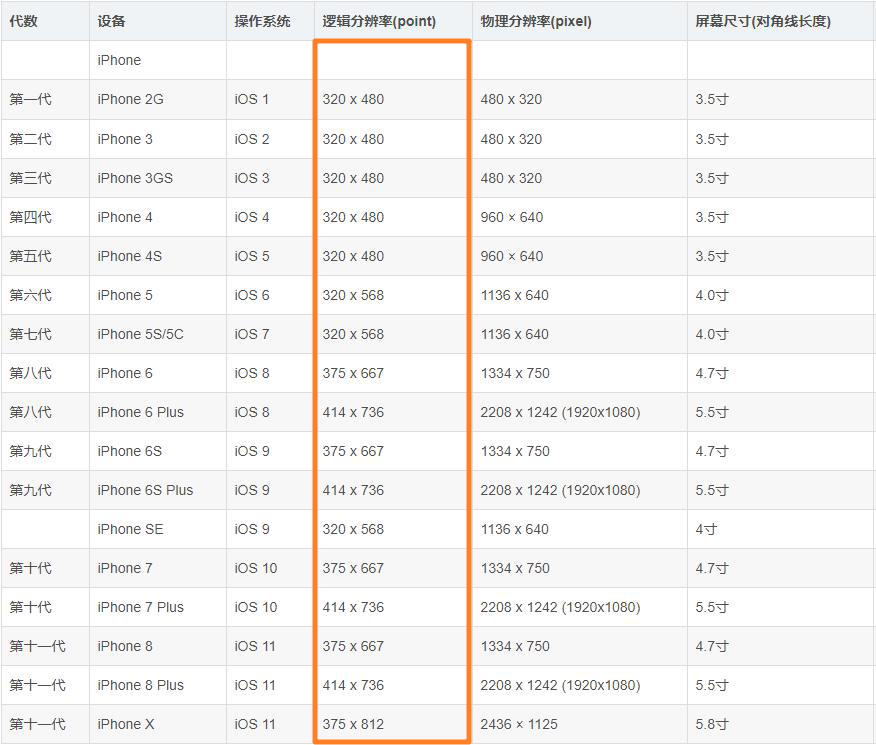 代数 设备 操作系统 逻辑分辨率(point) 物理分辨率(pixel) 屏幕尺寸(对角线长度)
iPhone
第一代 iPhone 2G iOS 1 320 x 480 480 x 320 3.5寸
第二代 iPhone 3 iOS 2 320 x 480 480 x 320 3.5寸
第三代 iPhone 3GS iOS 3 320 x 480 480 x 320 3.5寸
第四代 iPhone 4 iOS 4 320 x 480 960 × 640 3.5寸
第五代 iPhone 4S iOS 5 320 x 480 960 × 640 3.5寸
第六代 iPhone 5 iOS 6 320 x 568 1136 x 640 4.0寸
第七代 iPhone 5S/5C iOS 7 320 x 568 1136 x 640 4.0寸
第八代 iPhone 6 iOS 8 375 x 667 1334 x 750 4.7寸
第八代 iPhone 6 Plus iOS 8 414 x 736 2208 x 1242 (1920x1080) 5.5寸
第九代 iPhone 6S iOS 9 375 x 667 1334 x 750 4.7寸
第九代 iPhone 6S Plus iOS 9 414 x 736 2208 x 1242 (1920x1080) 5.5寸
iPhone SE iOS 9 320 x 568 1136 x 640 4寸
第十代 iPhone 7 iOS 10 375 x 667 1334 x 750 4.7寸
第十代 iPhone 7 Plus iOS 10 414 x 736 2208 x 1242 (1920x1080) 5.5寸
第十一代 iPhone 8 iOS 11 375 x 667 1334 x 750 4.7寸
第十一代 iPhone 8 Plus iOS 11 414 x 736 2208 x 1242 (1920x1080) 5.5寸
第十一代 iPhone X iOS 11 375 x 812 2436 × 1125 5.8寸